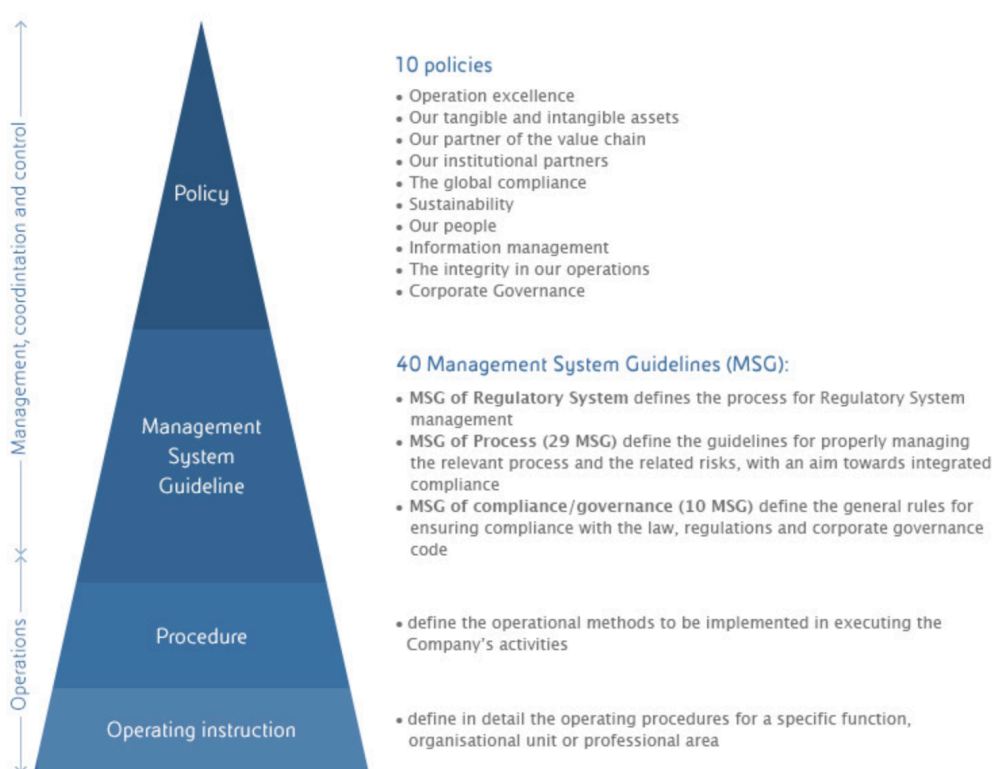 Management, coordintation and control
Operations
Policy
Management
System
Guideline
Procedure
Operating instruction
10 policies
• Operation excellence
• Our tangible and intangible assets
• Our partner of the value chain
• Our institutional partners
• The global compliance
• Sustainability
• Our people
• Information management
• The integrity in our operations
• Corporate Governance
40 Management System Guidelines (MSG):
• MSG of Regulatory System defines the process for Regulatory System
management
• MSG of Process (29 MSG) define the guidelines for properly managing
the relevant process and the related risks, with an aim towards integrated
compliance
• MSG of compliance/governance (10 MSG) define the general rules for
ensuring compliance with the law, regulations and corporate governance
code
• define the operational methods to be implemented in executing the
Company's activities
• define in detail the operating procedures for a specific function,
organisational unit or professional area